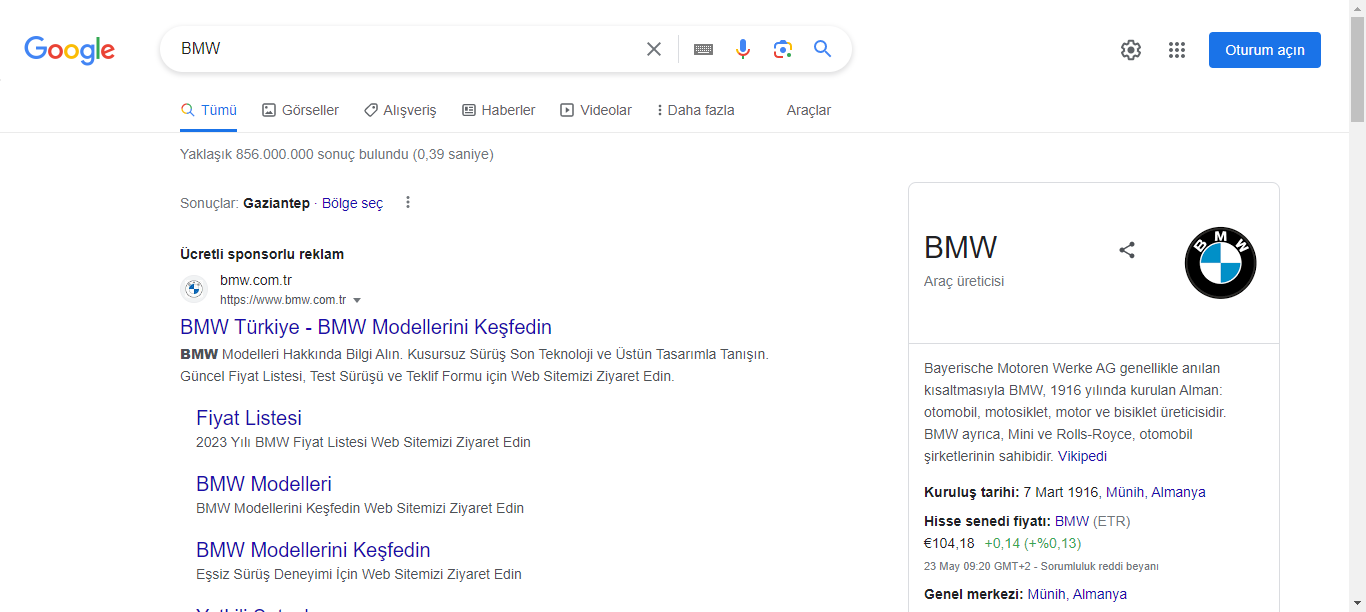 Google
BMW
Oturum açın
Tümü
Görseller
Alışveriş
Haberler
Videolar
Daha fazla
Araçlar
Yaklaşık 856.000.000 sonuç bulundu (0,39 saniye)
Sonuçlar: Gaziantep · Bölge seç
Ücretli sponsorlu reklam
bmw.com.tr
https://www.bmw.com.tr
BMW Türkiye - BMW Modellerini Keşfedin
BMW Modelleri Hakkında Bilgi Alın. Kusursuz Sürüş Son Teknoloji ve Üstün Tasarımla Tanışın.
Güncel Fiyat Listesi, Test Sürüşü ve Teklif Formu için Web Sitemizi Ziyaret Edin.
Fiyat Listesi
2023 Yılı BMW Fiyat Listesi Web Sitemizi Ziyaret Edin
BMW Modelleri
BMW Modellerini Keşfedin Web Sitemizi Ziyaret Edin
BMW Modellerini Keşfedin
Eşsiz Sürüş Deneyimi İçin Web Sitemizi Ziyaret Edin
BMW
Araç üreticisi
BMW
Bayerische Motoren Werke AG genellikle anılan
kısaltmasıyla BMW, 1916 yılında kurulan Alman:
otomobil, motosiklet, motor ve bisiklet üreticisidir.
BMW ayrıca, Mini ve Rolls-Royce, otomobil
şirketlerinin sahibidir. Vikipedi
Kuruluş tarihi: 7 Mart 1916, Münih, Almanya
Hisse senedi fiyatı: BMW (ETR)
€104,18 +0,14 (+%0,13)
23 May 09:20 GMT+2 - Sorumluluk reddi beyanı
Genel merkezi: Münih, Almanya